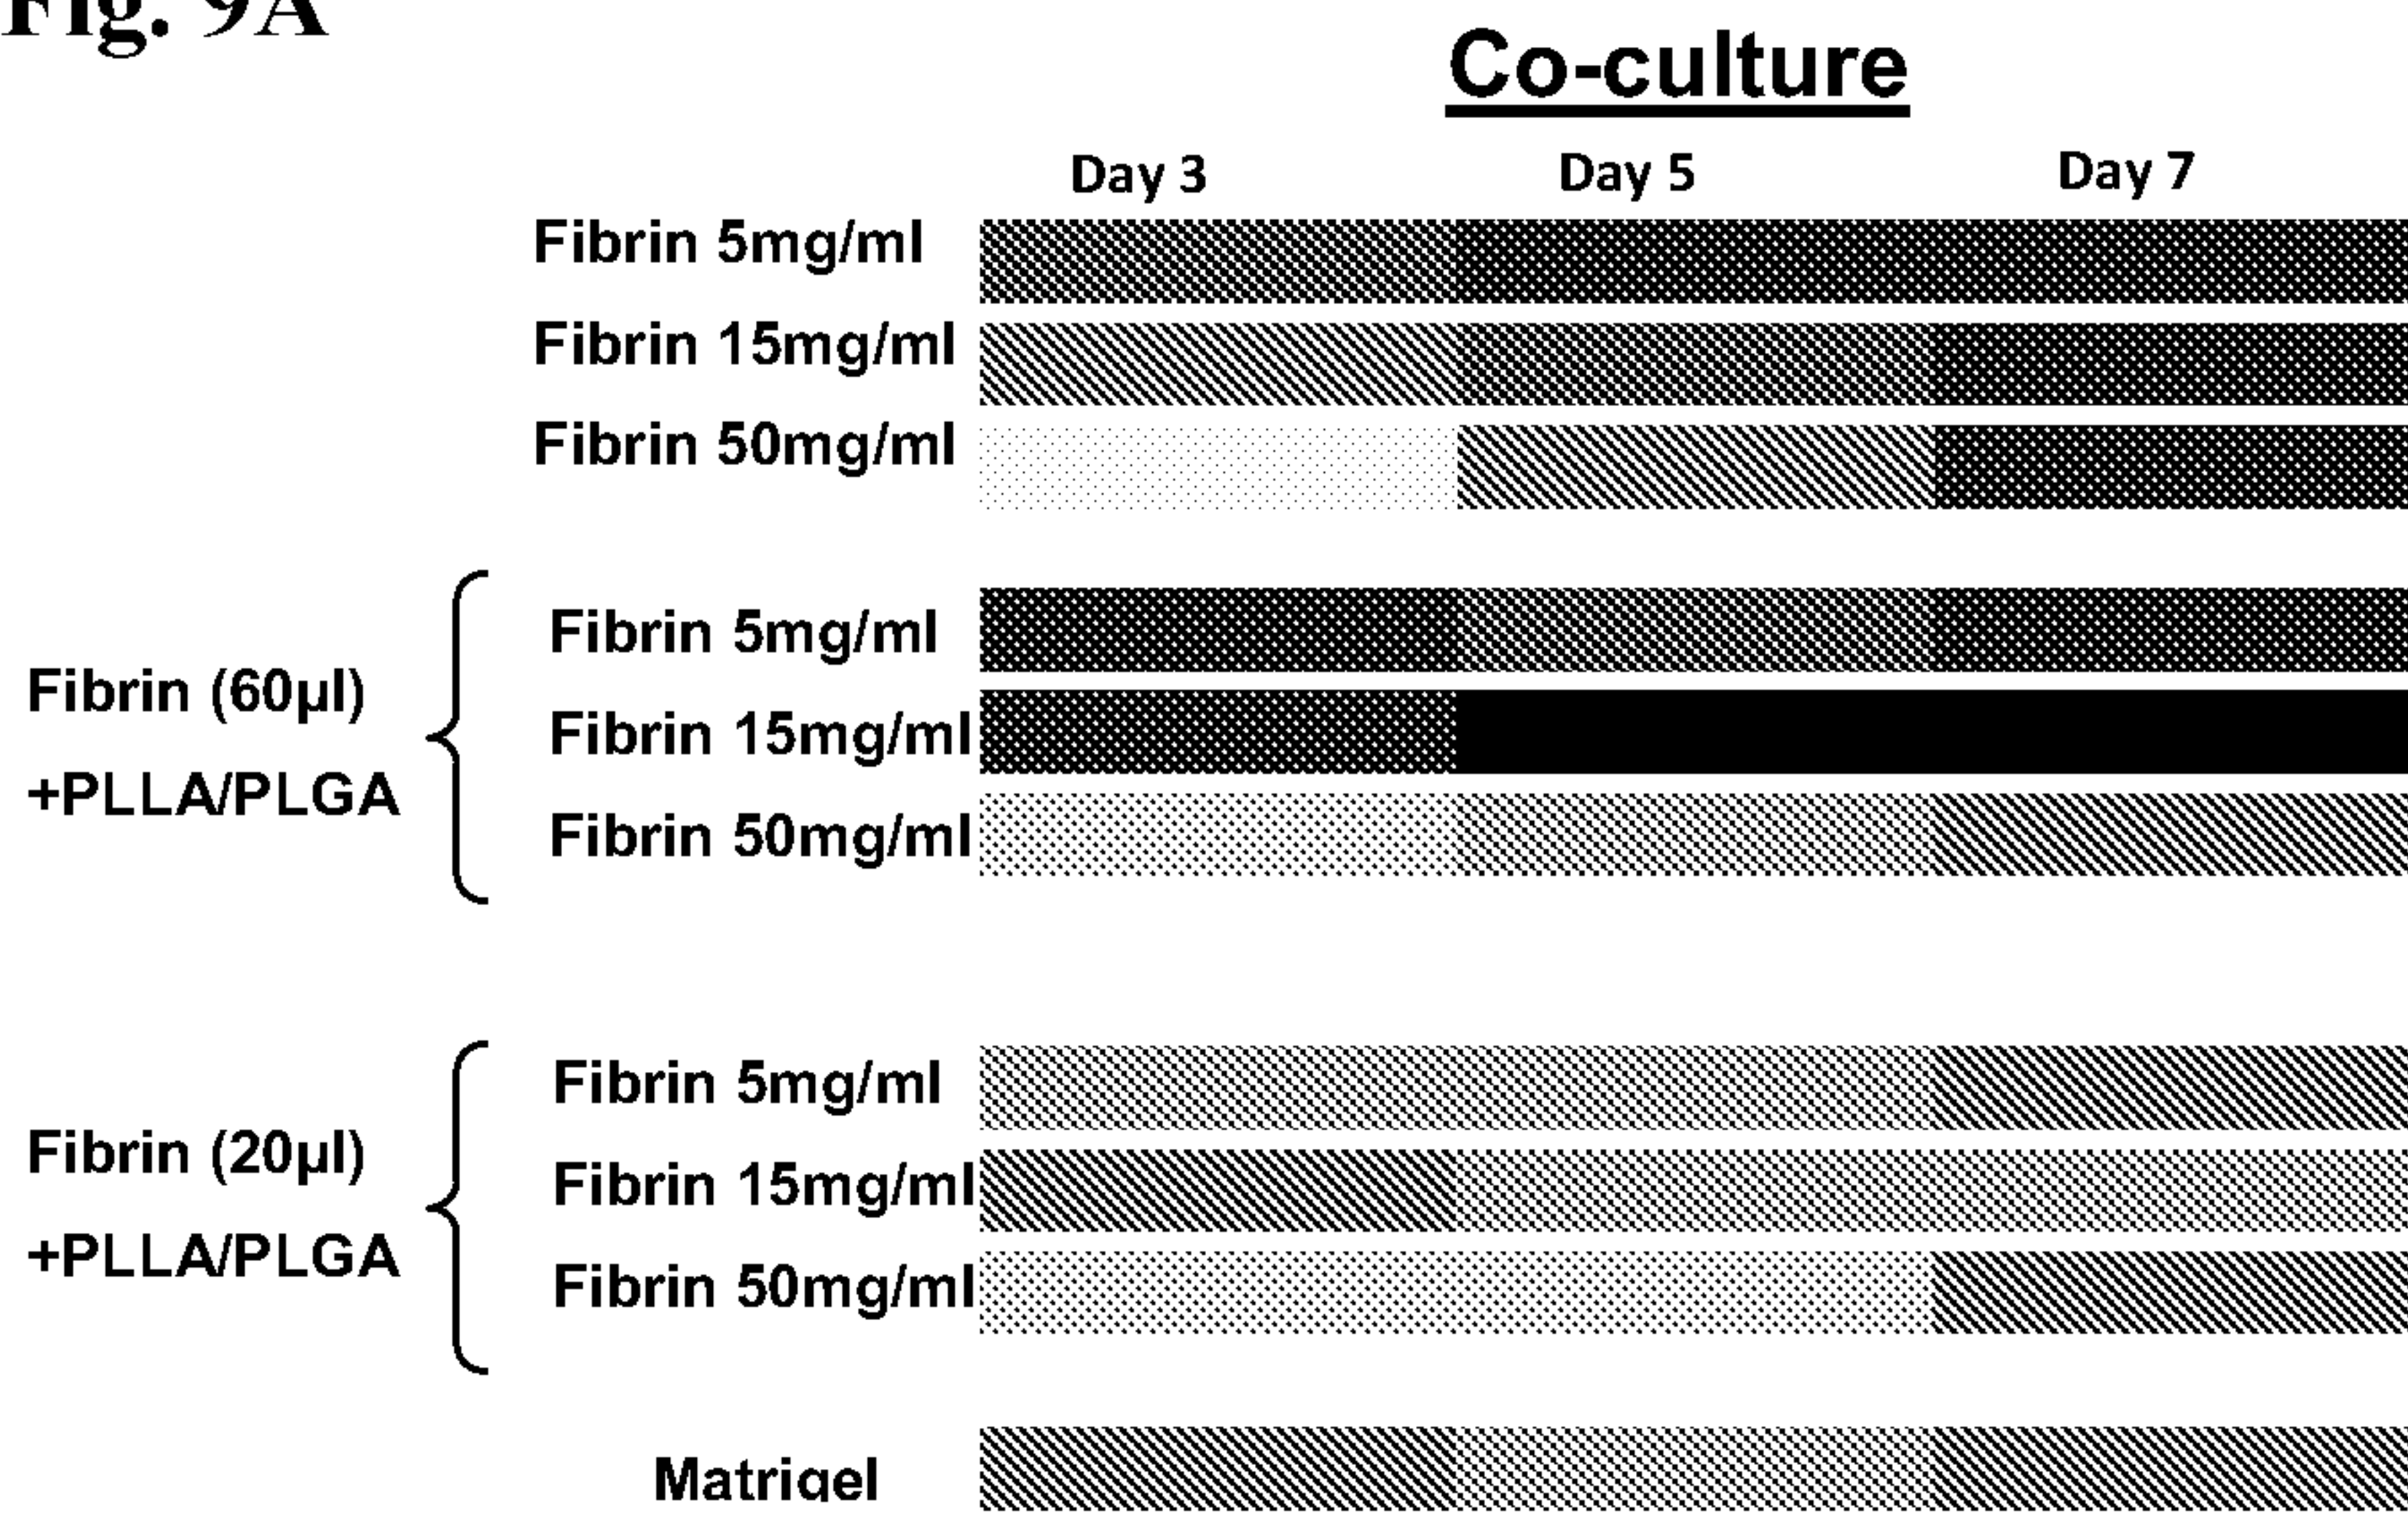 Fig. 9A
Co-culture
Day 3 Day 5 Day 7
Fibrin 5mg/ml
Fibrin 15mg/ml
Fibrin 50mg/ml
Fibrin (60µl)
+PLLA/PLGA
Fibrin 5mg/ml
Fibrin 15mg/ml
Fibrin 50mg/ml
Fibrin (20µl)
+PLLA/PLGA
Fibrin 5mg/ml
Fibrin 15mg/ml
Fibrin 50mg/ml
Matrigel